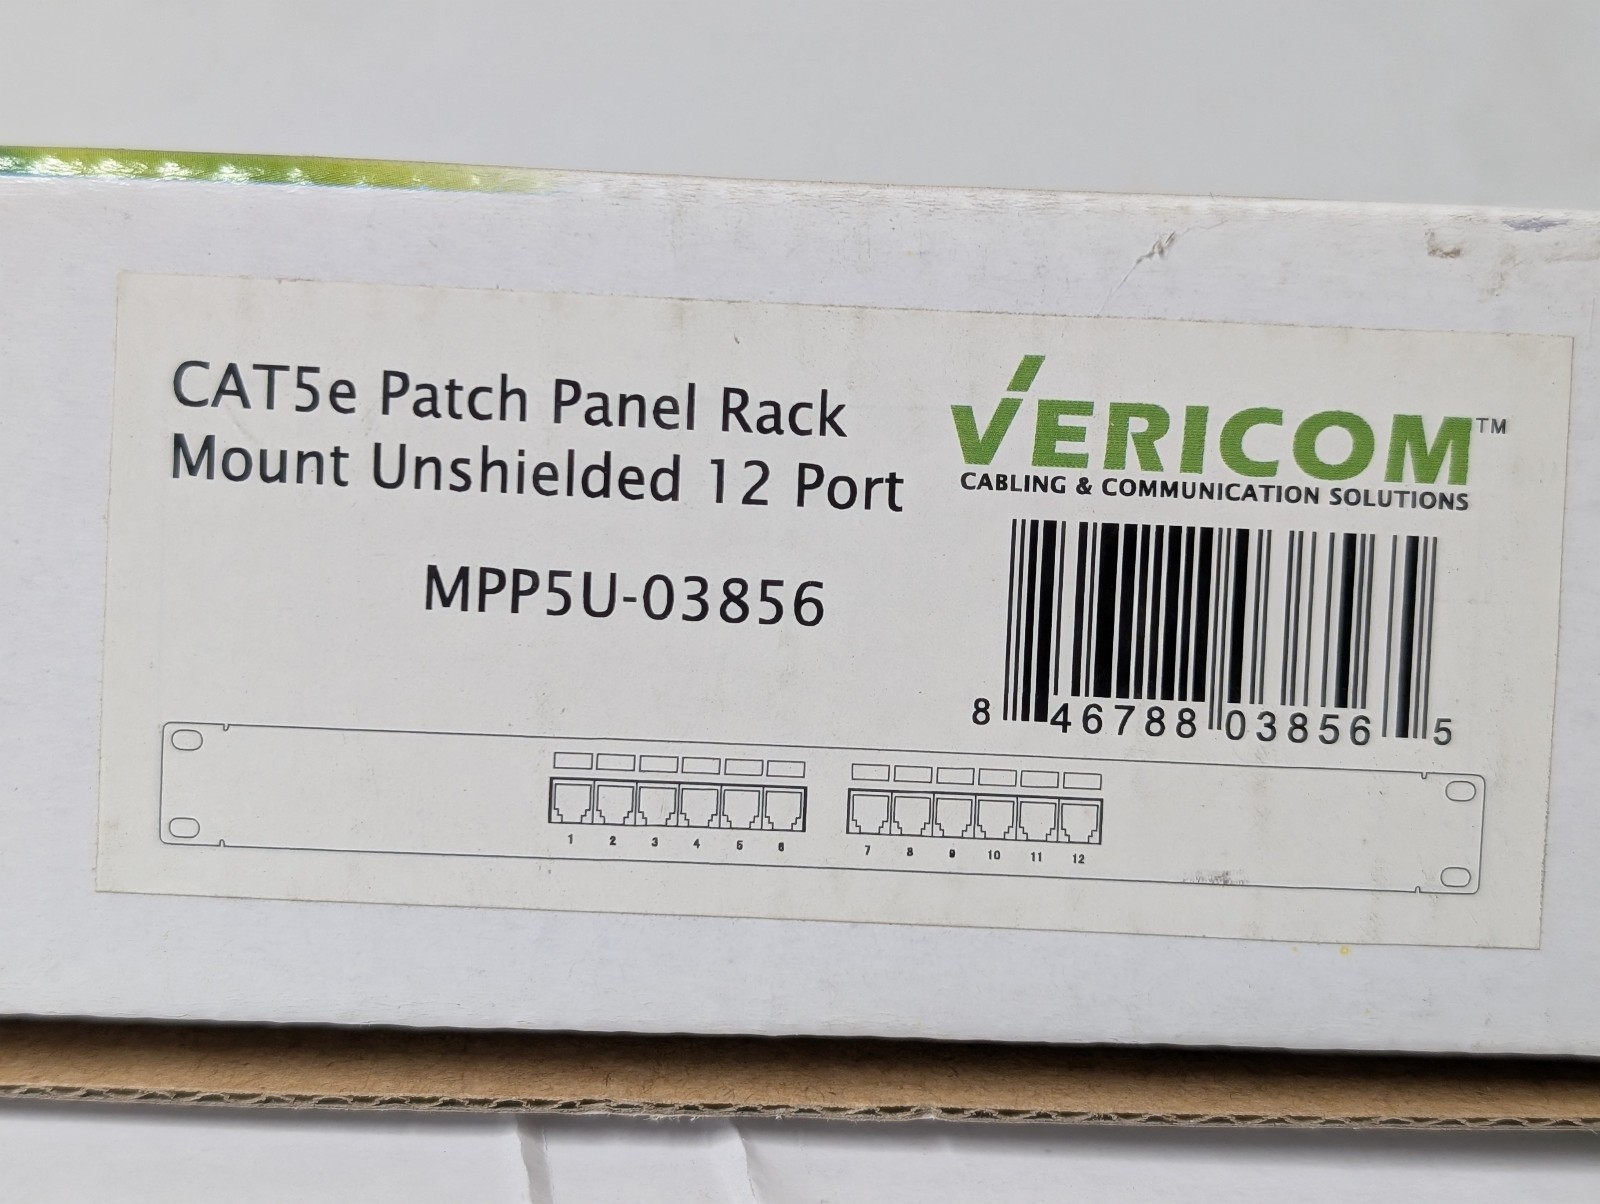 CAT5e Patch Panel Rack
Mount Unshielded 12 Port
MPP5U-03856
VERICOM™
CABLING & COMMUNICATION SOLUTIONS
8 46788 03856 5
1 2 3 4 5 6 7 8 9 10 11 12